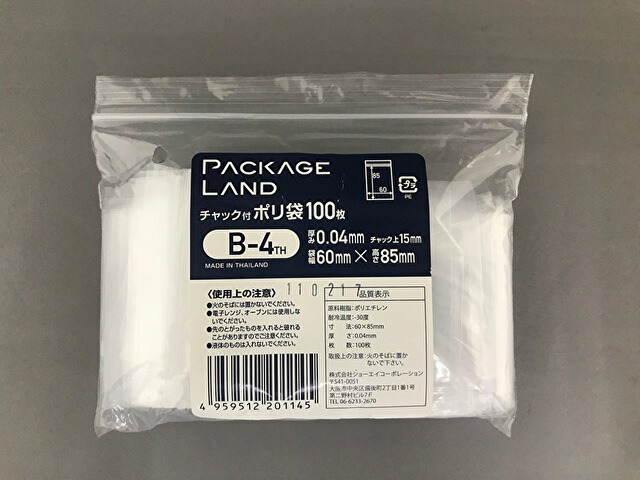 PACKAGE
LAND
85
60
プラ
PE
チャック付 ポリ袋 100枚
B-4TH
MADE IN THAILAND
厚み 0.04mm チャック上15mm
袋幅 60mm × 高さ 85mm
110217
〈使用上の注意〉
●火のそばには置かないでください。
●電子レンジ、オーブンには使用しな
いでください。
●先のとがったものを入れると破れる
ことがありますのでご注意ください。
●液体のものは入れないでください。
4 959512 201145
品質表示
原料樹脂:ポリエチレン
耐冷温度:-30度
寸 法:60×85mm
厚 さ:0.04mm
枚 数:100枚
取扱上の注意:火のそばに置か
ないで下さい。
株式会社ショーエイコーポレーション
〒541-0051
大阪市中央区備後町2丁目1番1号
第二野村ビル7F
TEL 06-6233-2670